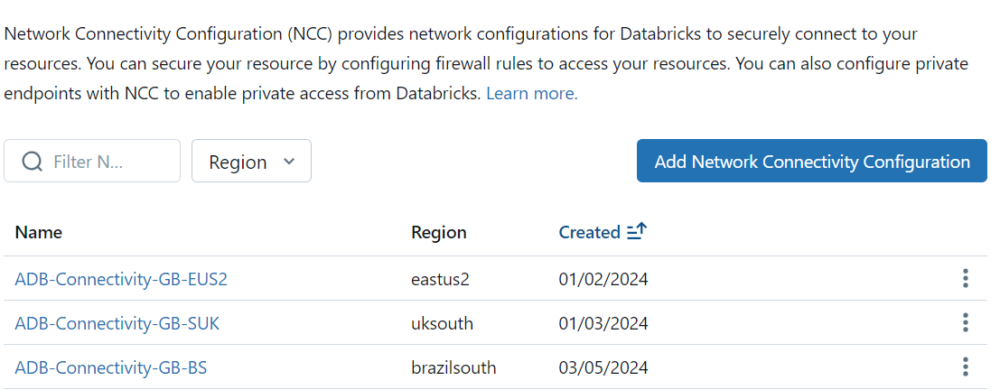 Network Connectivity Configuration (NCC) provides network configurations for Databricks to securely connect to your
resources. You can secure your resource by configuring firewall rules to access your resources. You can also configure private
endpoints with NCC to enable private access from Databricks. Learn more.
Filter N... Region Add Network Connectivity Configuration
Name Region Created
ADB-Connectivity-GB-EUS2 eastus2 01/02/2024
ADB-Connectivity-GB-SUK uksouth 01/03/2024
ADB-Connectivity-GB-BS brazilsouth 03/05/2024